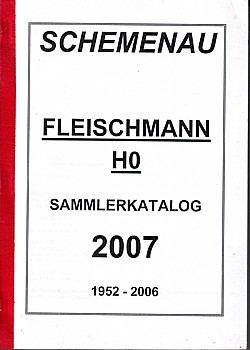 SCHEMENAU
FLEISCHMANN
H0
SAMMLERKATALOG
2007
1952 - 2006